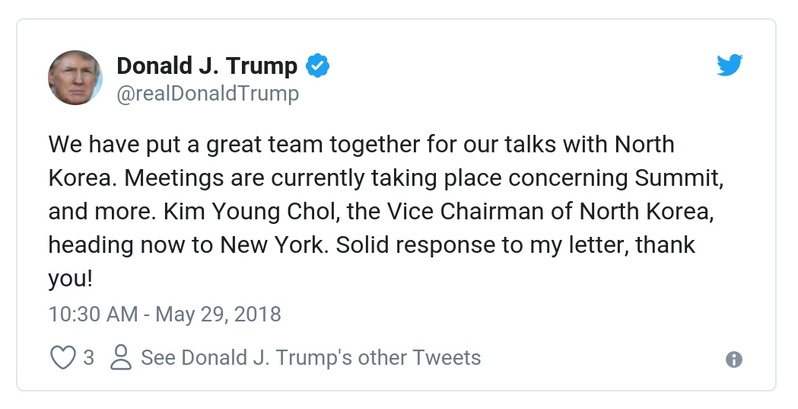 Donald J. Trump
@realDonaldTrump
We have put a great team together for our talks with North
Korea. Meetings are currently taking place concerning Summit,
and more. Kim Young Chol, the Vice Chairman of North Korea,
heading now to New York. Solid response to my letter, thank
you!
10:30 AM - May 29, 2018
3 See Donald J. Trump's other Tweets